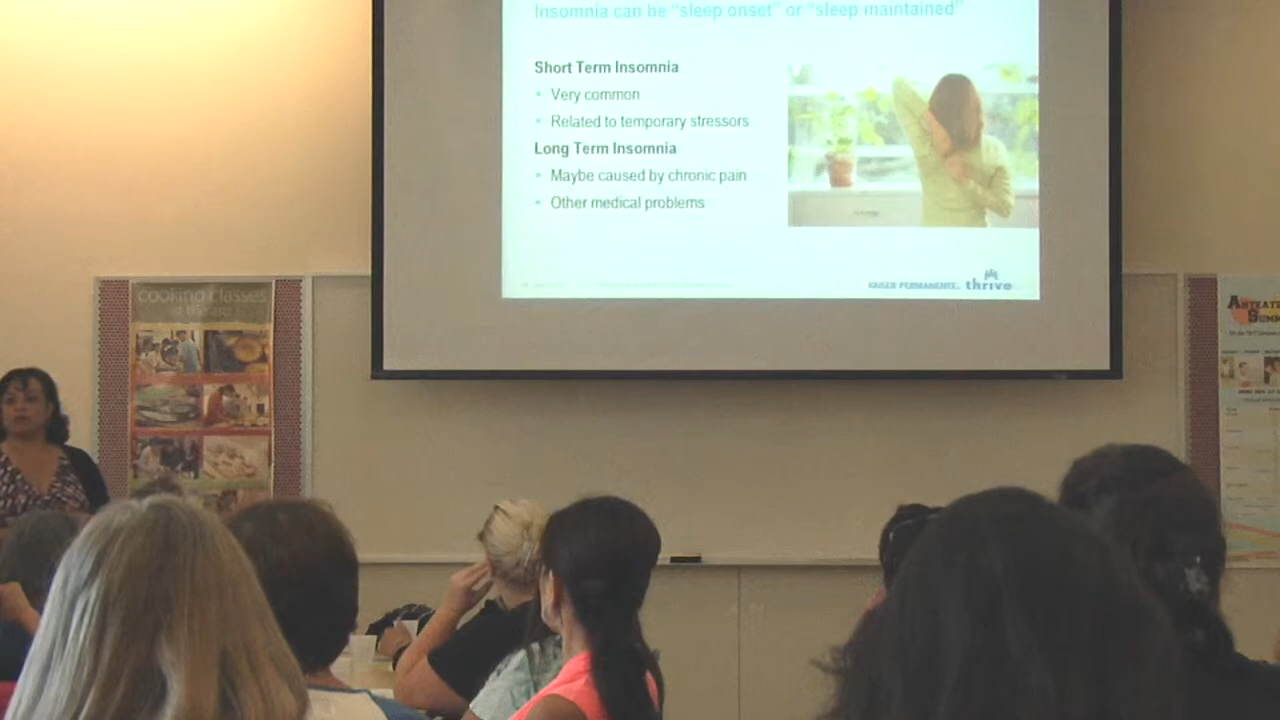 Insomnia can be "sleep onset" or "sleep maintained"
Short Term Insomnia
Very common
Related to temporary stressors
Long Term Insomnia
Maybe caused by chronic pain
Other medical problems
KAISER PERMANENTE. thrive
cooking classes